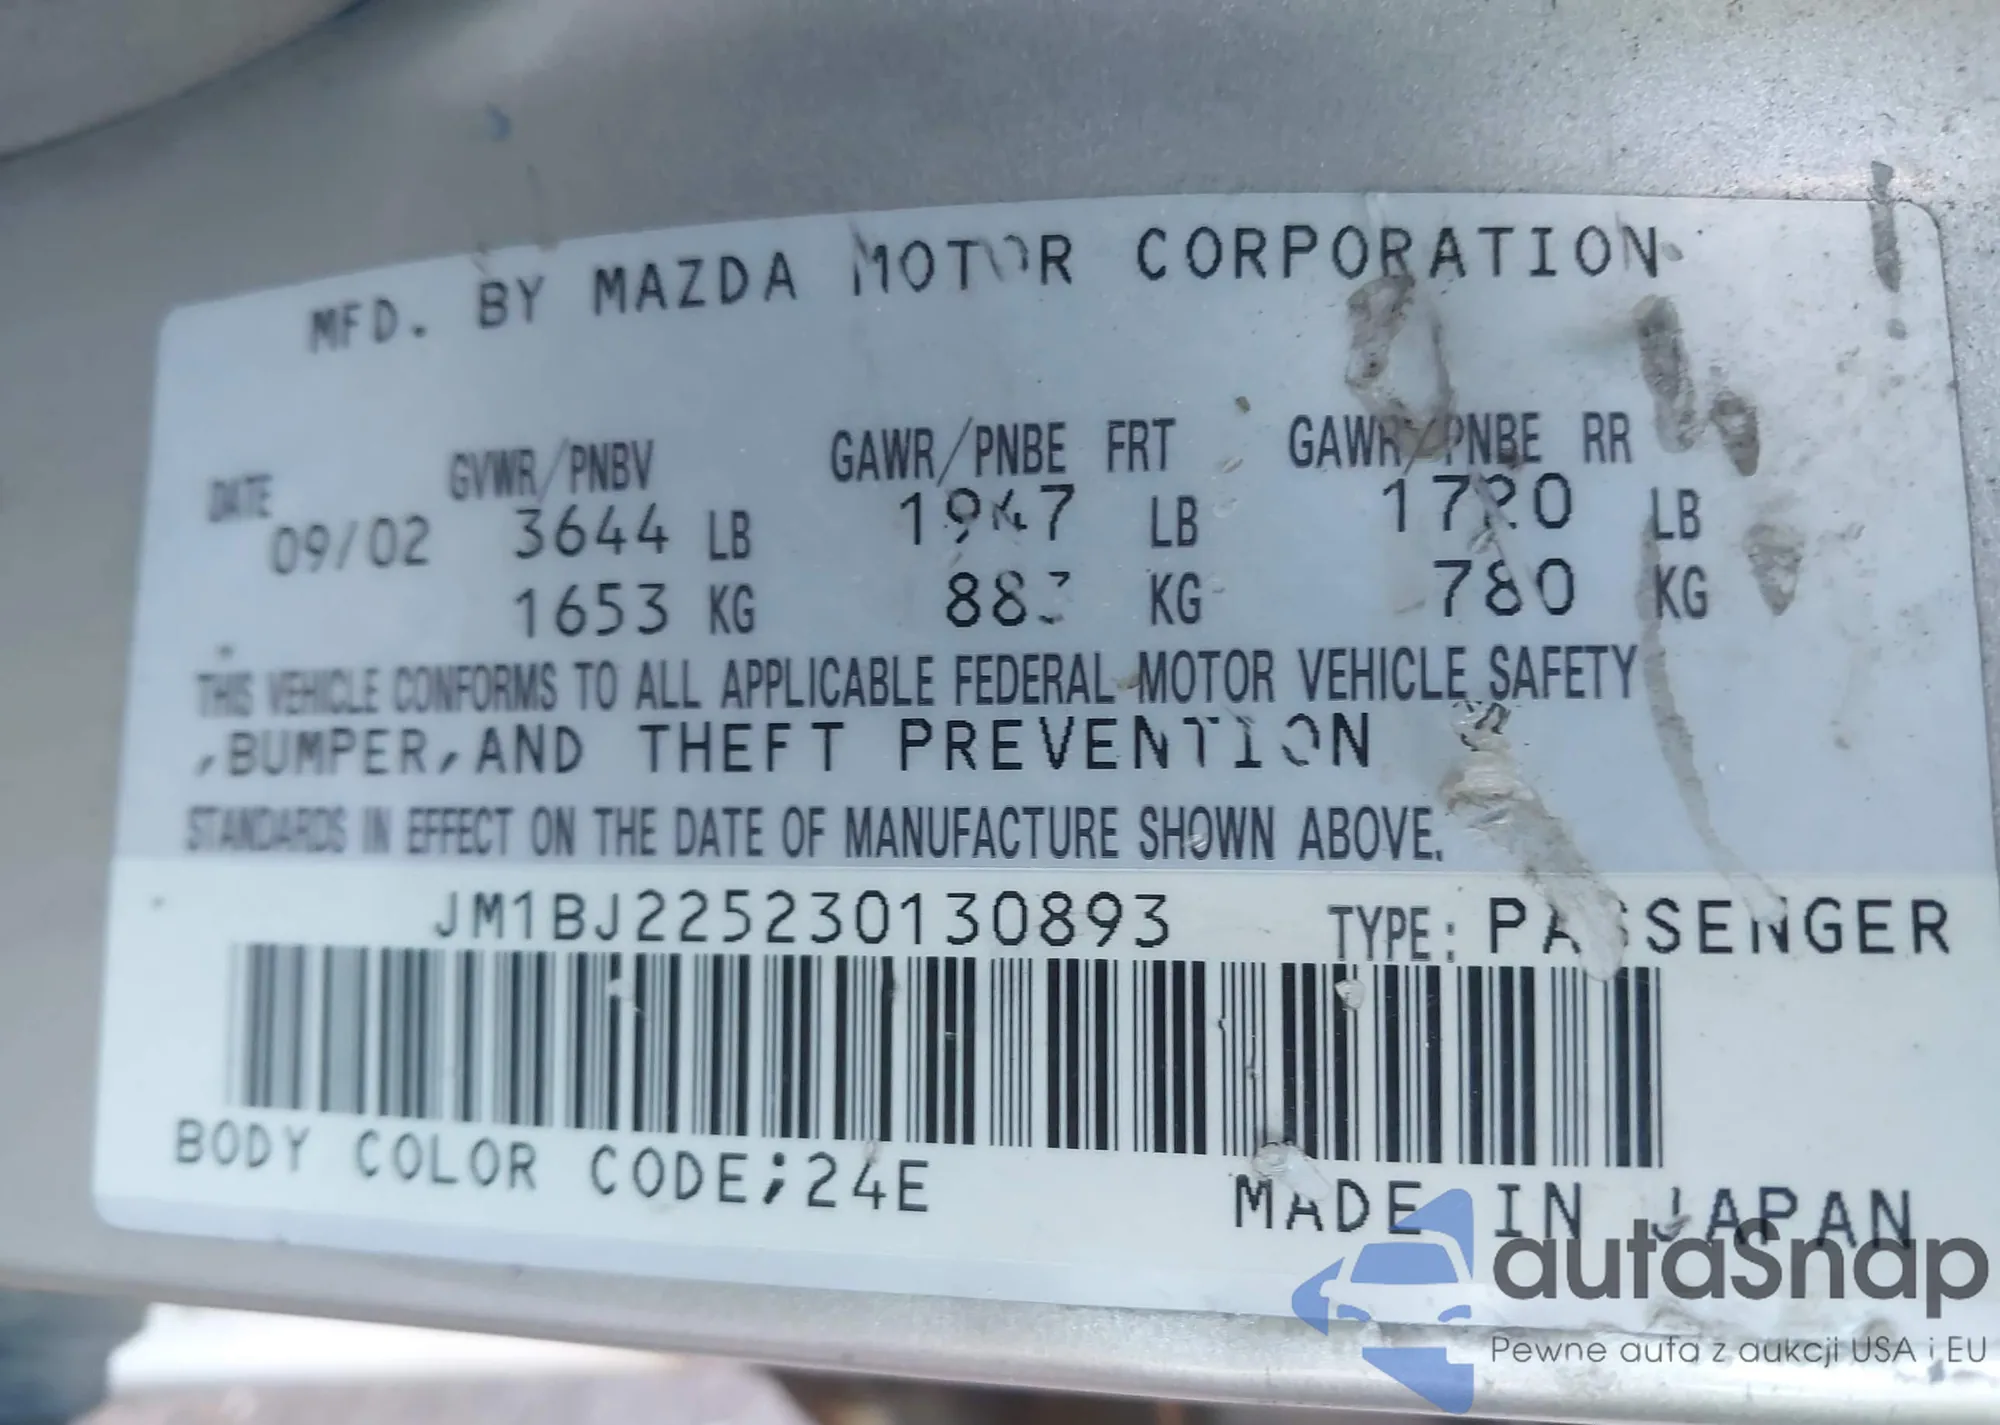 MFD. BY MAZDA MOTOR CORPORATION
DATE GVWR/PNBV GAWR/PNBE FRT GAWR/PNBE RR
09/02 3644 LB 1947 LB 1720 LB
1653 KG 883 KG 780 KG
THIS VEHICLE CONFORMS TO ALL APPLICABLE FEDERAL MOTOR VEHICLE SAFETY
,BUMPER,AND THEFT PREVENTION
STANDARDS IN EFFECT ON THE DATE OF MANUFACTURE SHOWN ABOVE.
JM1BJ225230130893 TYPE: PASSENGER
BODY COLOR CODE;24E
MADE IN JAPAN
autaSnap
Pewne auta z aukcji USA i EU